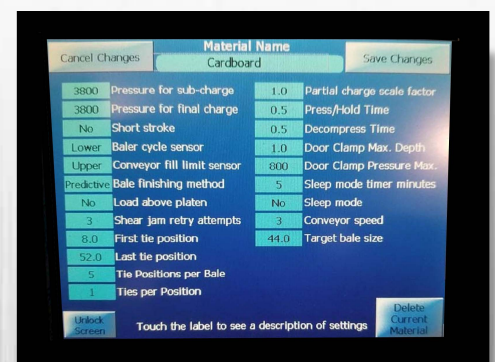 Cancel Changes
Material Name
Cardboard
Save Changes
3800 Pressure for sub-charge
3800 Pressure for final charge
No Short stroke
Lower Baler cycle sensor
Upper Conveyor fill limit sensor
Predictive Bale finishing method
No Load above platen
3 Shear jam retry attempts
8.0 First tie position
52.0 Last tie position
5 Tie Positions per Bale
1 Ties per Position
1.0 Partial charge scale factor
0.5 Press/Hold Time
0.5 Decompress Time
1.0 Door Clamp Max. Depth
800 Door Clamp Pressure Max.
5 Sleep mode timer minutes
No Sleep mode
3 Conveyor speed
44.0 Target bale size
Unlock
Screen
Touch the label to see a description of settings
Delete
Current
Material